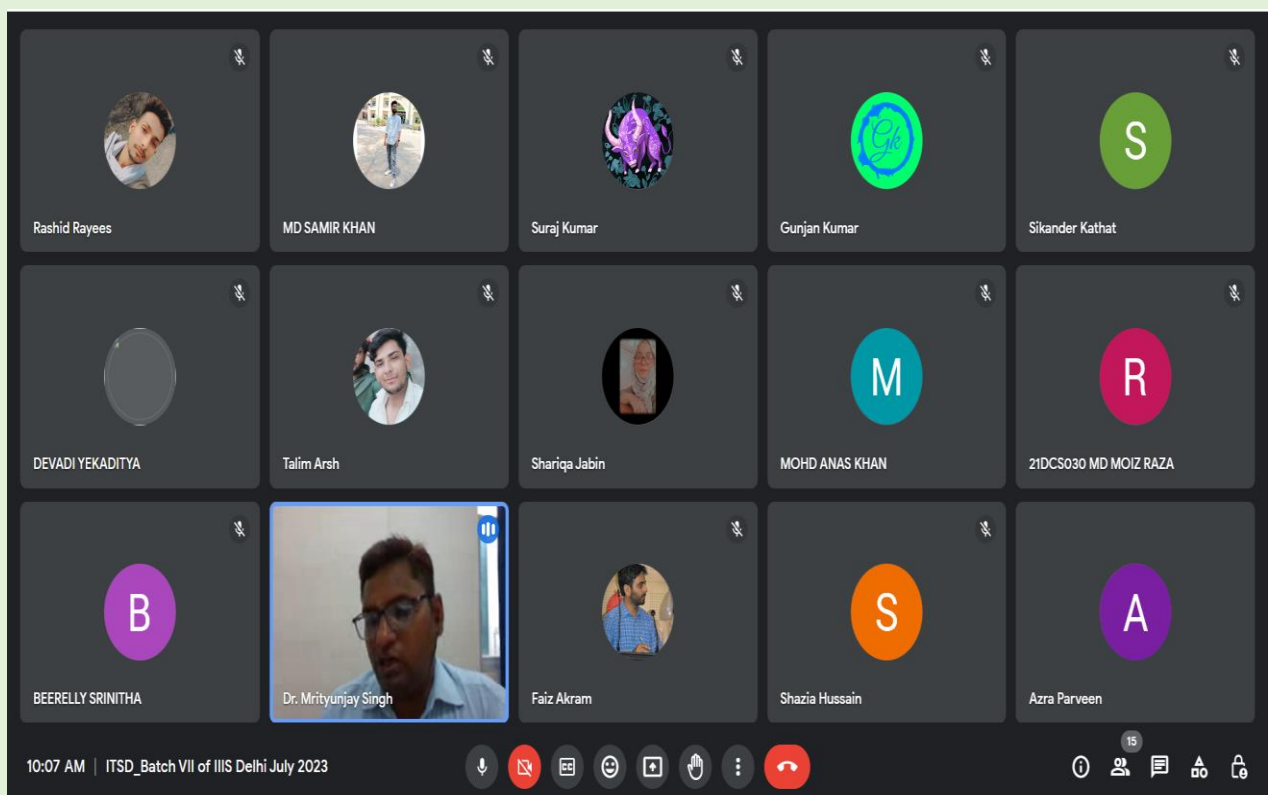 Rashid Rayees
MD SAMIR KHAN
Suraj Kumar
Gk
Gunjan Kumar
S
Sikander Kathat
DEVADI YEKADITYA
Talim Arsh
Shariqa Jabin
M
MOHD ANAS KHAN
R
21DCS030 MD MOIZ RAZA
B
BEERELLY SRINITHA
Dr. Mrityunjay Singh
Faiz Akram
S
Shazia Hussain
A
Azra Parveen
10:07 AM | ITSD_Batch VII of IIIS Delhi July 2023
CC
15